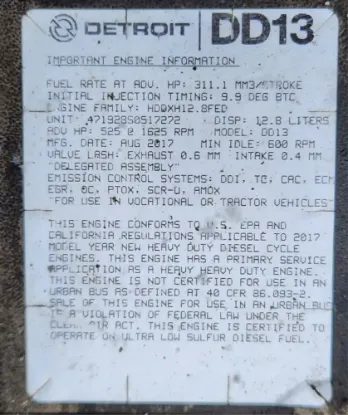 DETROIT DD13
IMPORTANT ENGINE INFORMATION
FUEL RATE AT ADV. HP: 311.1 MM3/STROKE
INITIAL INJECTION TIMING: 9.9 DEG BTC
ENGINE FAMILY: HDDXH12.8FED
UNIT: 471928S0517272 DISP: 12.8 LITERS
ADV HP: 525 @ 1625 RPM MODEL: DD13
MFG. DATE: AUG 2017 MIN IDLE: 600 RPM
VALVE LASH: EXHAUST 0.6 MM INTAKE 0.4 MM
"DELEGATED ASSEMBLY"
EMISSION CONTROL SYSTEMS: DDI, TC, CAC, ECM
EGR, OC, PTOX, SCR-U, AMOX
"FOR USE IN VOCATIONAL OR TRACTOR VEHICLES"
THIS ENGINE CONFORMS TO U.S. EPA AND
CALIFORNIA REGULATIONS APPLICABLE TO 2017
MODEL YEAR NEW HEAVY DUTY DIESEL CYCLE
ENGINES. THIS ENGINE HAS A PRIMARY SERVICE
APPLICATION AS A HEAVY HEAVY DUTY ENGINE.
THIS ENGINE IS NOT CERTIFIED FOR USE IN AN
URBAN BUS AS DEFINED AT 40 CFR 86.093-2.
SALE OF THIS ENGINE FOR USE IN AN URBAN BUS
IS A VIOLATION OF FEDERAL LAW UNDER THE
CLEAN AIR ACT. THIS ENGINE IS CERTIFIED TO
OPERATE ON ULTRA LOW SULFUR DIESEL FUEL.